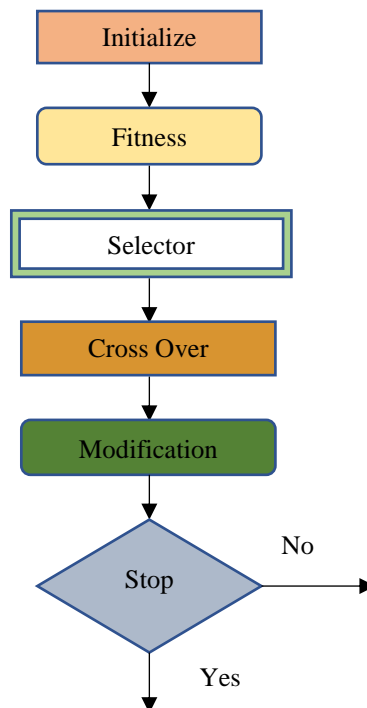 Initialize
Fitness
Selector
Cross Over
Modification
Stop
No
Yes